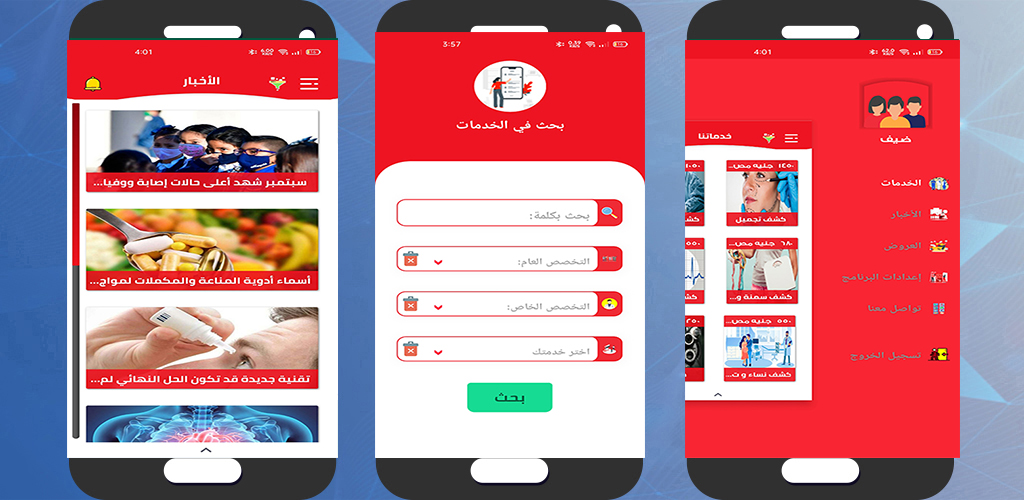 4:01
الأخبار
سبتمبر شهد أعلى حالات إصابة ووفيا...
أسماء أدوية المناعة والمكملات لمواج...
تقنية جديدة قد تكون الحل النهائي لم...
3:57
بحث في الخدمات
بحث بكلمة:
التخصص العام:
التخصص الخاص:
اختر خدمتك
بحث
4:01
ضيف
الخدمات
الأخبار
العروض
إعدادات البرنامج
تواصل معنا
تسجيل الخروج
خدماتنا
١٤٥٠ جنيه مص...
كشف تجميل
٦٨٠ جنيه مص...
كشف سمنة و...
٥٥٠ جنيه مص...
كشف نساء و ت...